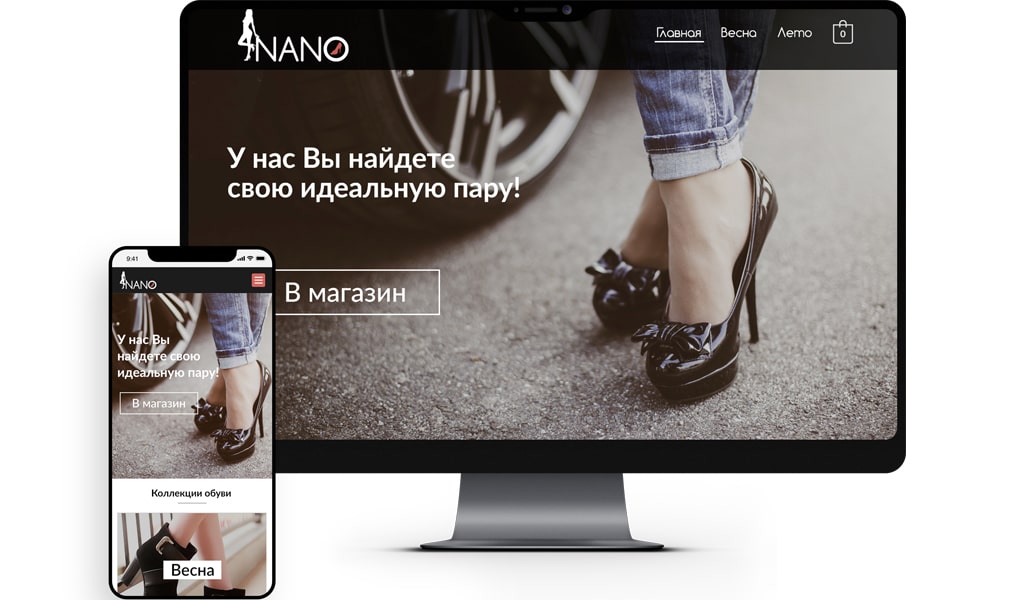 NANO
Главная Весна Лето 0
У нас Вы найдете
свою идеальную пару!
В магазин
9:41
NANO
У нас Вы
найдете свою
идеальную пару!
В магазин
Коллекции обуви
Весна